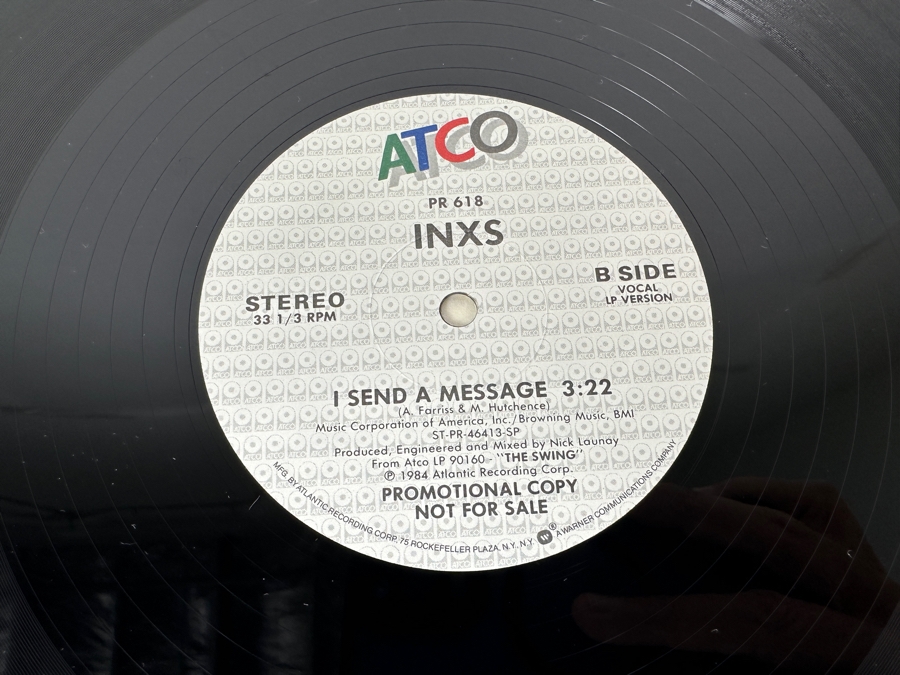 ATCO
PR 618
INXS
STEREO
33 1/3 RPM
B SIDE
VOCAL
LP VERSION
I SEND A MESSAGE 3:22
(A. Farriss & M. Hutchence)
Music Corporation of America, Inc./Browning Music, BMI
ST-PR-46413-SP
Produced, Engineered and Mixed by Nick Launay
From Atco LP 90160 - "THE SWING"
℗ 1984 Atlantic Recording Corp.
PROMOTIONAL COPY
NOT FOR SALE
MFG. BY ATLANTIC RECORDING CORP. 75 ROCKEFELLER PLAZA, N.Y., N.Y. W ® A WARNER COMMUNICATIONS COMPANY